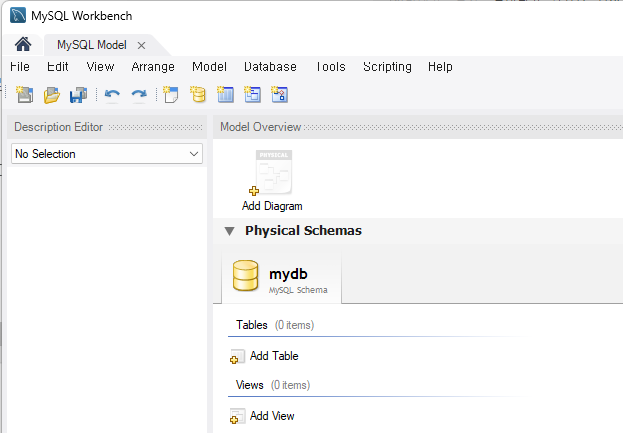 MySQL Workbench
MySQL Model
File Edit View Arrange Model Database Tools Scripting Help
Description Editor
No Selection
Model Overview
PHYSICAL
Add Diagram
Physical Schemas
mydb
MySQL Schema
Tables (0 items)
Add Table
Views (0 items)
Add View